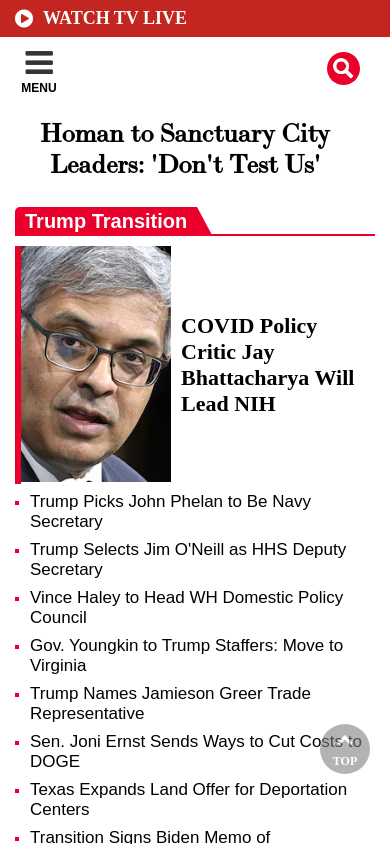 WATCH TV LIVE
MENU
Homan to Sanctuary City
Leaders: 'Don't Test Us'
Trump Transition
COVID Policy
Critic Jay
Bhattacharya Will
Lead NIH
Trump Picks John Phelan to Be Navy
Secretary
Trump Selects Jim O'Neill as HHS Deputy
Secretary
Vince Haley to Head WH Domestic Policy
Council
Gov. Youngkin to Trump Staffers: Move to
Virginia
Trump Names Jamieson Greer Trade
Representative
Sen. Joni Ernst Sends Ways to Cut Costs to
DOGE
TOP
Texas Expands Land Offer for Deportation
Centers
Transition Signs Biden Memo of